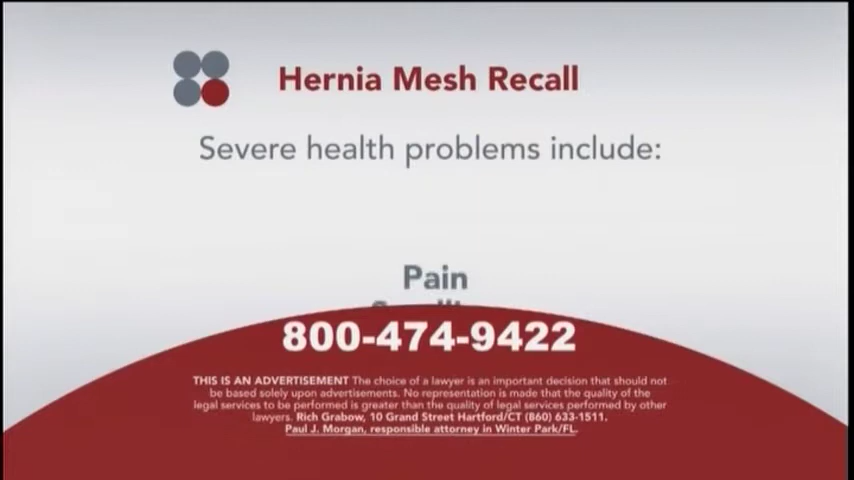 Hernia Mesh Recall
Severe health problems include:
Pain
800-474-9422
THIS IS AN ADVERTISEMENT The choice of a lawyer is an important decision that should not
be based solely upon advertisements. No representation is made that the quality of the
legal services to be performed is greater than the quality of legal services performed by other
lawyers. Rich Grabow, 10 Grand Street Hartford/CT (860) 633-1511.
Paul J. Morgan, responsible attorney in Winter Park/FL.